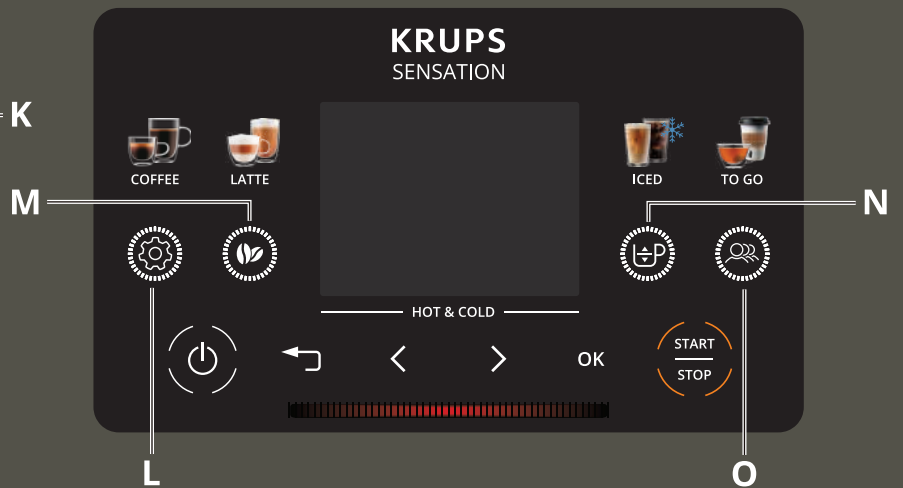 KRUPS
SENSATION
K
COFFEE
LATTE
ICED
TO GO
M
N
HOT & COLD
OK
START
STOP
L
O